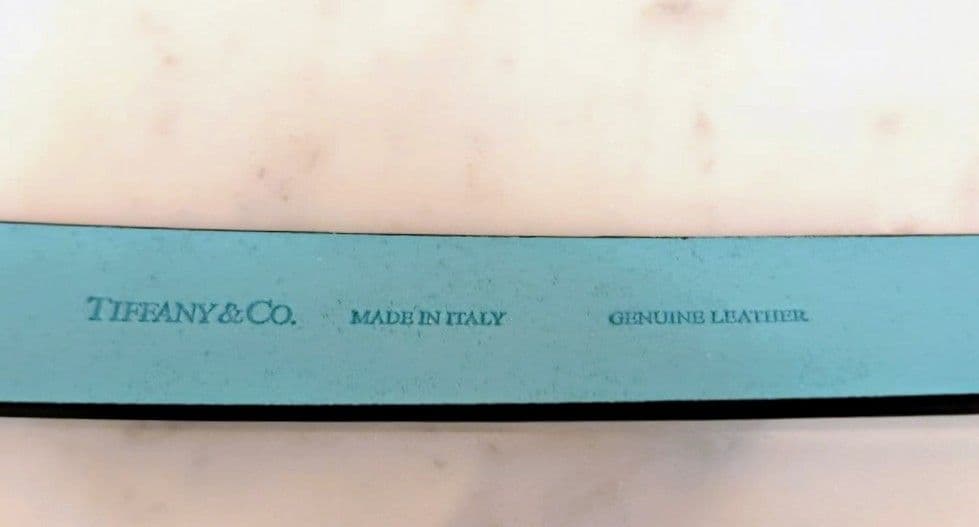 TIFFANY & CO. MADE IN ITALY GENUINE LEATHER